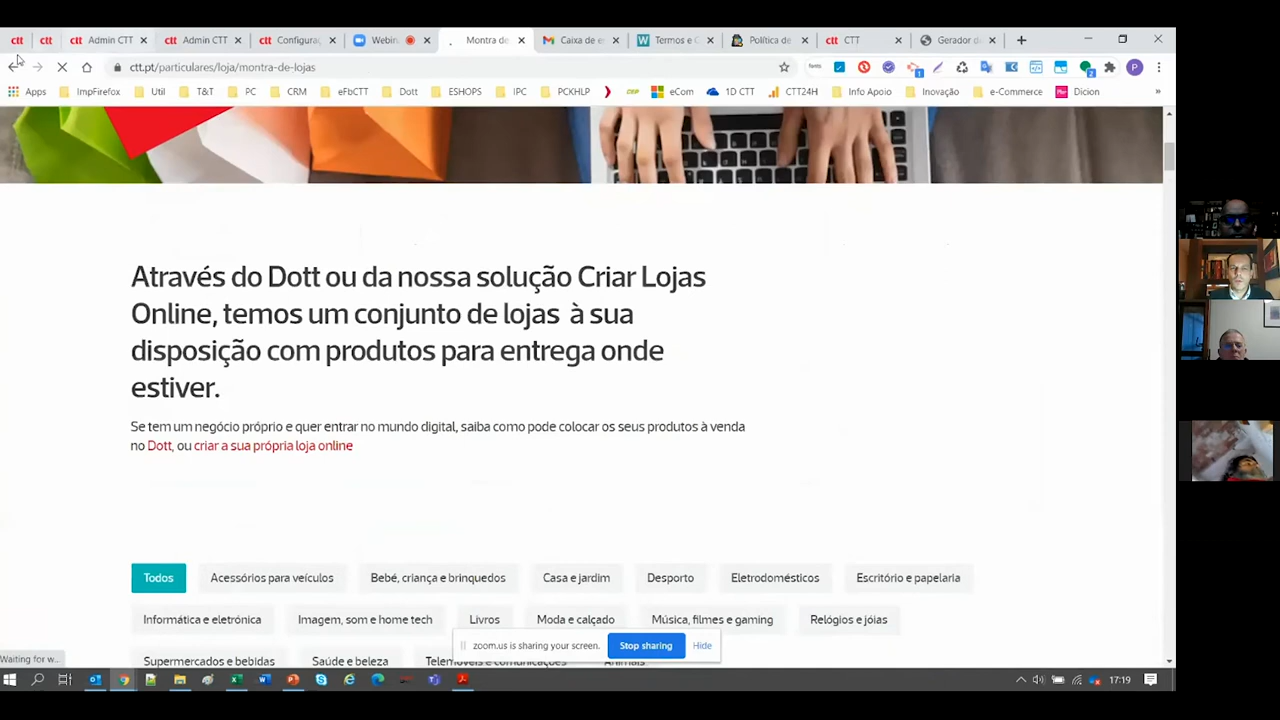 ctt ctt ctt Admin CTT ctt Admin CTT ctt Configura Webin Montra de Caixa de e Termos e C Política de ctt CTT Gerador d
ctt.pt/particulares/loja/montra-de-lojas
Apps ImpFirefox Util T&T PC CRM eFbCTT Dott ESHOPS IPC PCKHLP eCom 1D CTT CTT24H Info Apoio Inovação e-Commerce Dicion »
Através do Dott ou da nossa solução Criar Lojas
Online, temos um conjunto de lojas à sua
disposição com produtos para entrega onde
estiver.
Se tem um negócio próprio e quer entrar no mundo digital, saiba como pode colocar os seus produtos à venda
no Dott, ou criar a sua própria loja online
Todos Acessórios para veículos Bebé, criança e brinquedos Casa e jardim Desporto Eletrodomésticos Escritório e papelaria
Informática e eletrónica Imagem, som e home tech Livros Moda e calçado Música, filmes e gaming Relógios e jóias
zoom.us is sharing your screen. Stop sharing Hide
Supermercados e bebidas Saúde e beleza Telemóveis e comunicações Animais
Waiting for w...
17:19